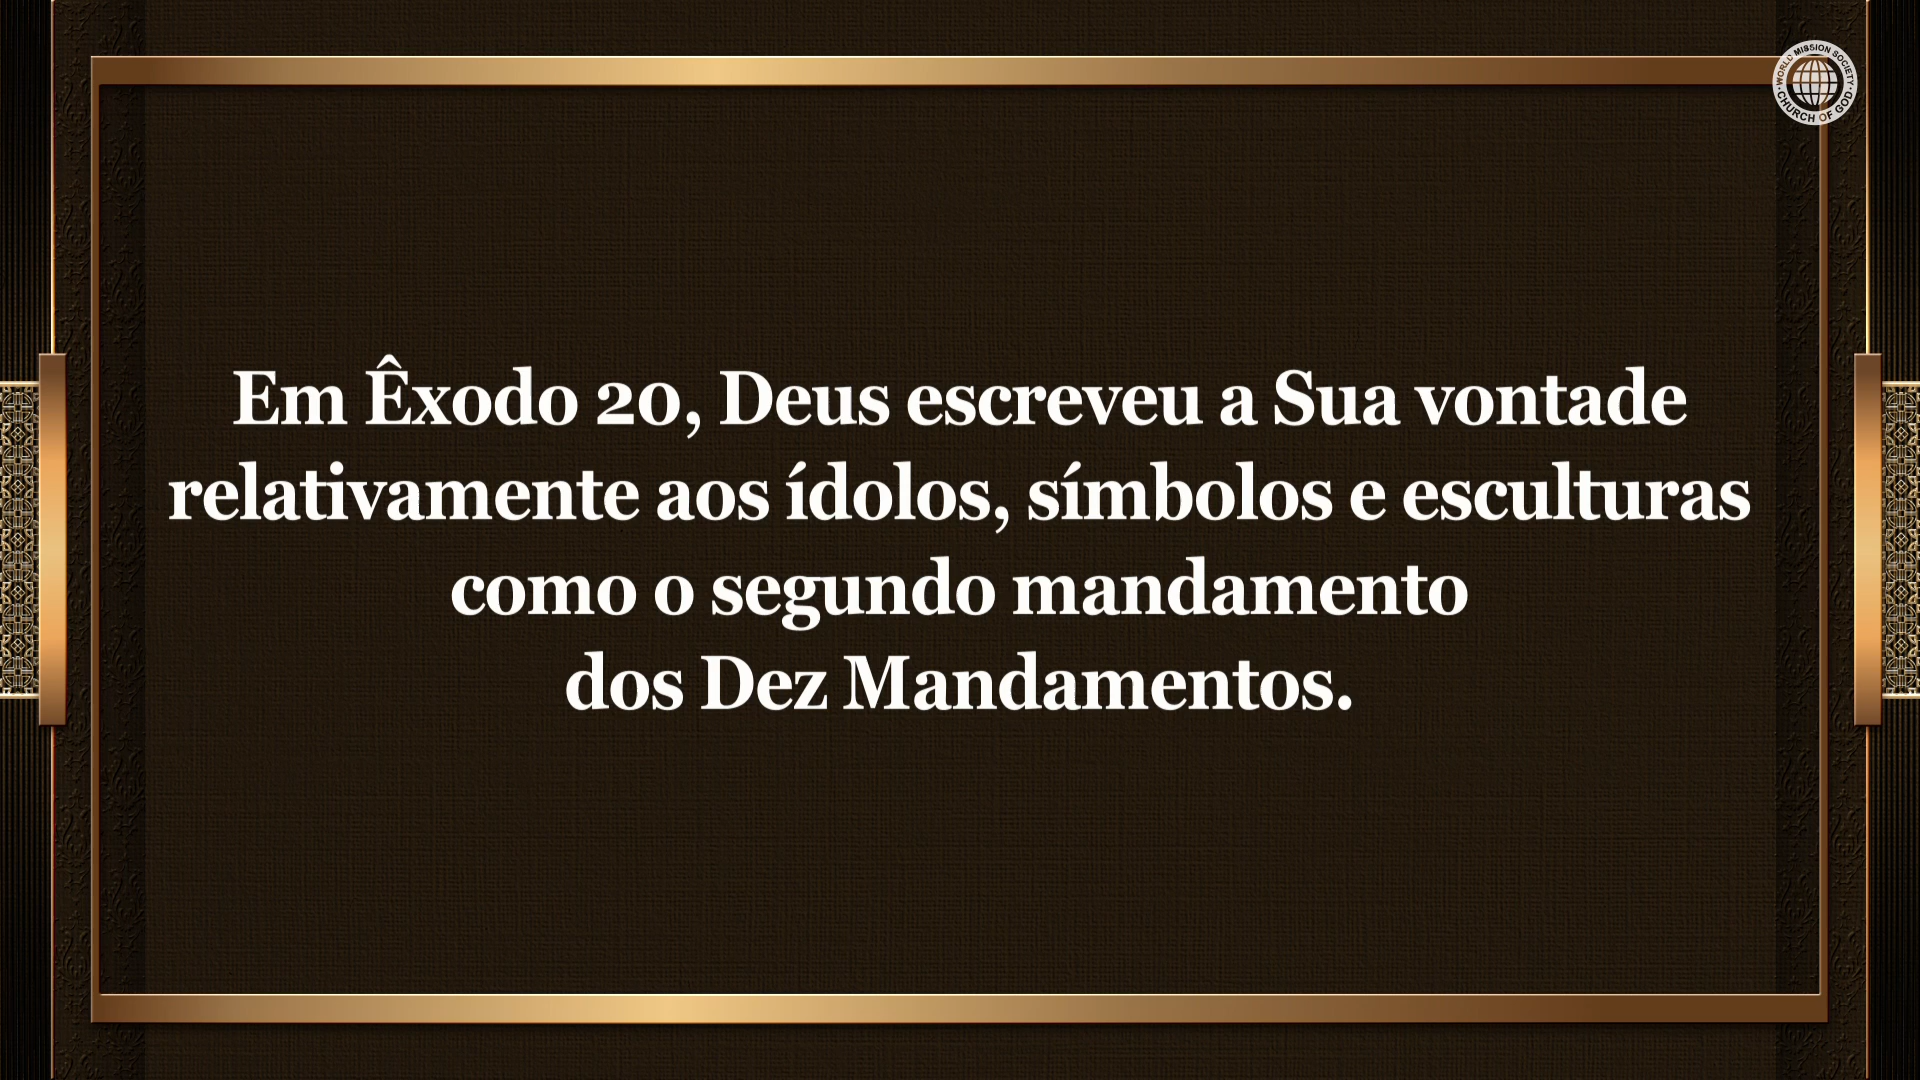 WORLD MISSION SOCIETY
CHURCH OF GOD
Em Êxodo 20, Deus escreveu a Sua vontade
relativamente aos ídolos, símbolos e esculturas
como o segundo mandamento
dos Dez Mandamentos.